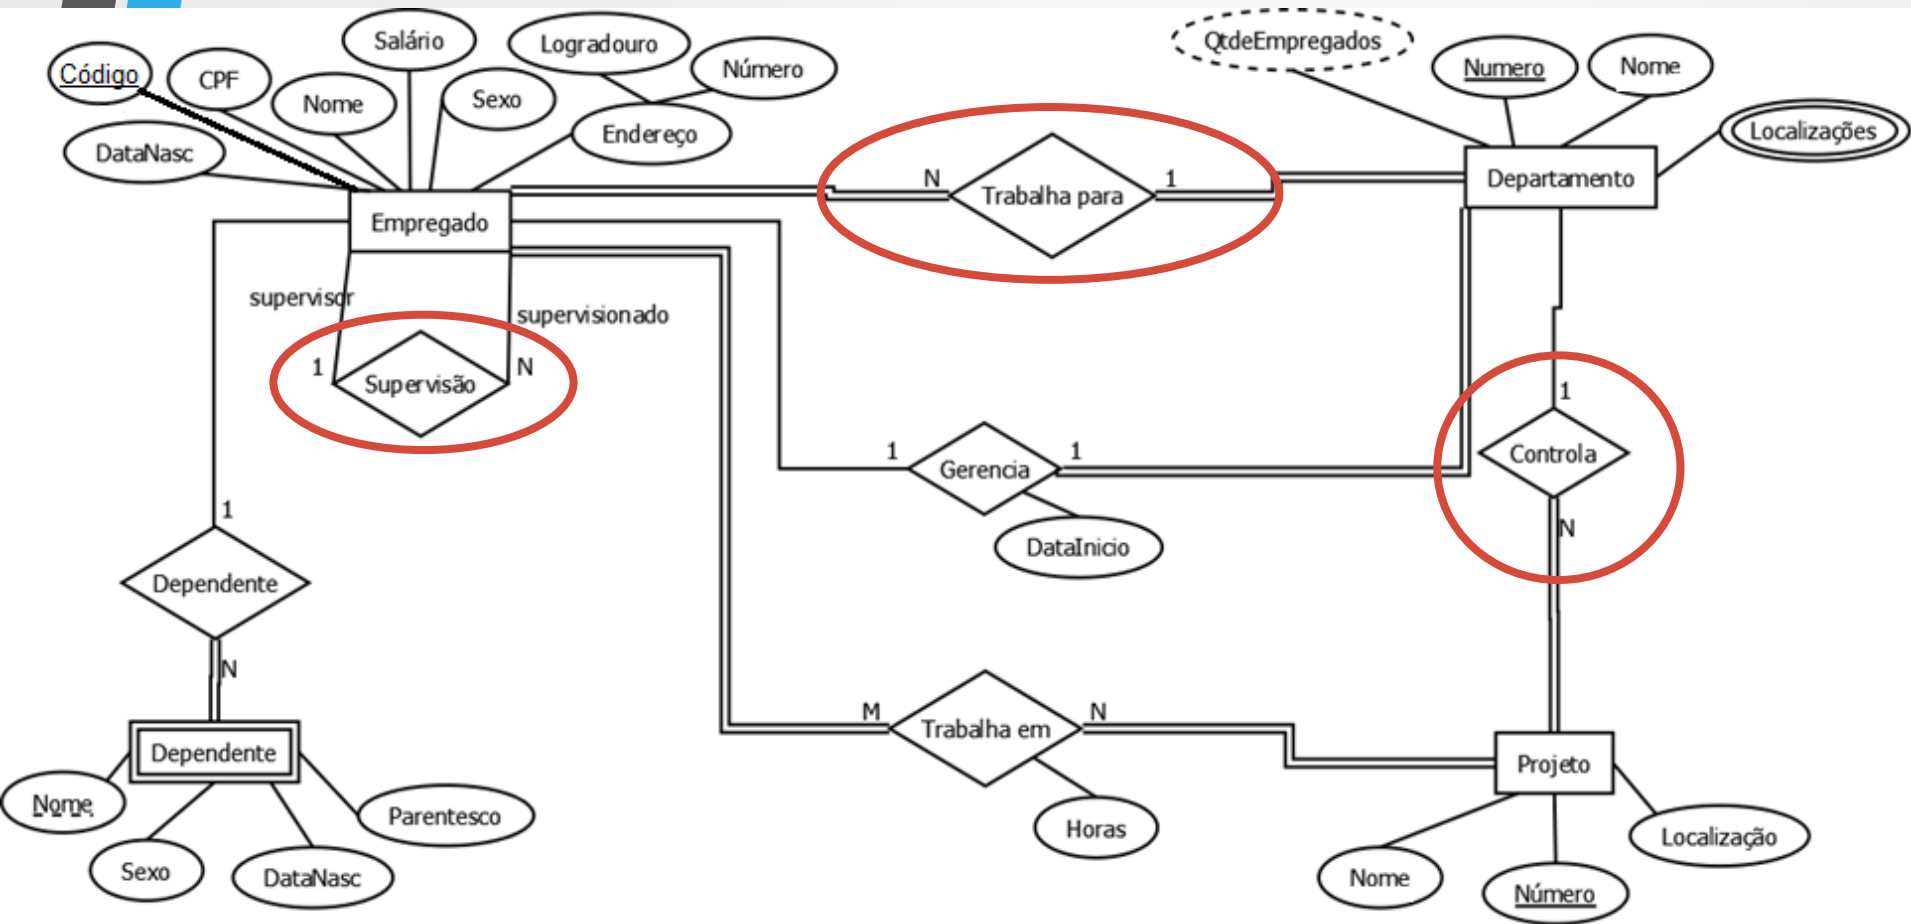 Salário
QtdeEmpregados
Logradouro
Código
CPF
Número
Numero
Nome
Nome
Sexo
Endereço
Localizações
DataNasc
N
Trabalha para
1
Departamento
Empregado
supervisor
supervisionado
1
Supervisão
N
1
Controla
N
1
Gerencia
1
DataInicio
1
Dependente
N
M
Trabalha em
N
Dependente
Projeto
Nome
Parentesco
Horas
Localização
Sexo
DataNasc
Nome
Número